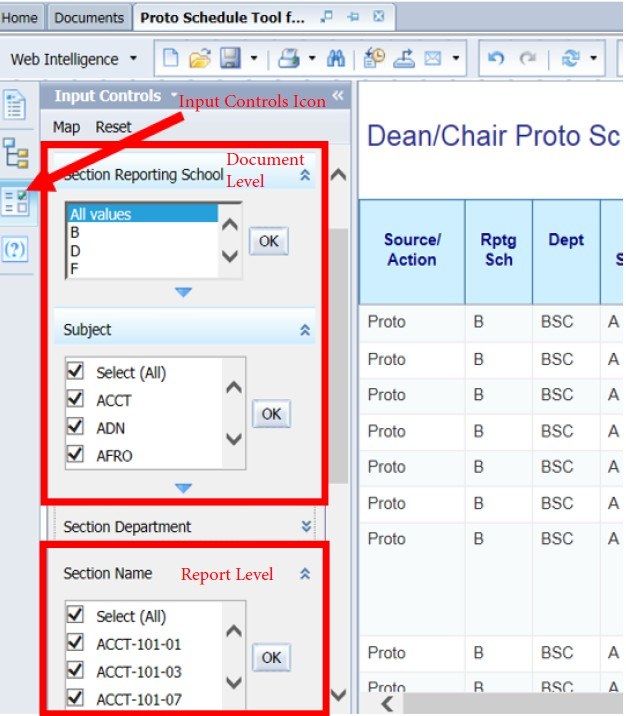 Home Documents Proto Schedule Tool f...
Web Intelligence
Input Controls Input Controls Icon
Map Reset
Document
Section Reporting School Level
All values
B
D
F
OK
Subject
Select (All)
ACCT
ADN
AFRO
OK
Section Department
Section Name Report Level
Select (All)
ACCT-101-01
ACCT-101-03
ACCT-101-07
OK
Dean/Chair Proto Sc
Source/ Action Rptg Sch Dept S
Proto B BSC A
Proto B BSC A
Proto B BSC A
Proto B BSC A
Proto B BSC A
Proto B BSC A
Proto B BSC A
Proto B BSC A
Proto B BSC A